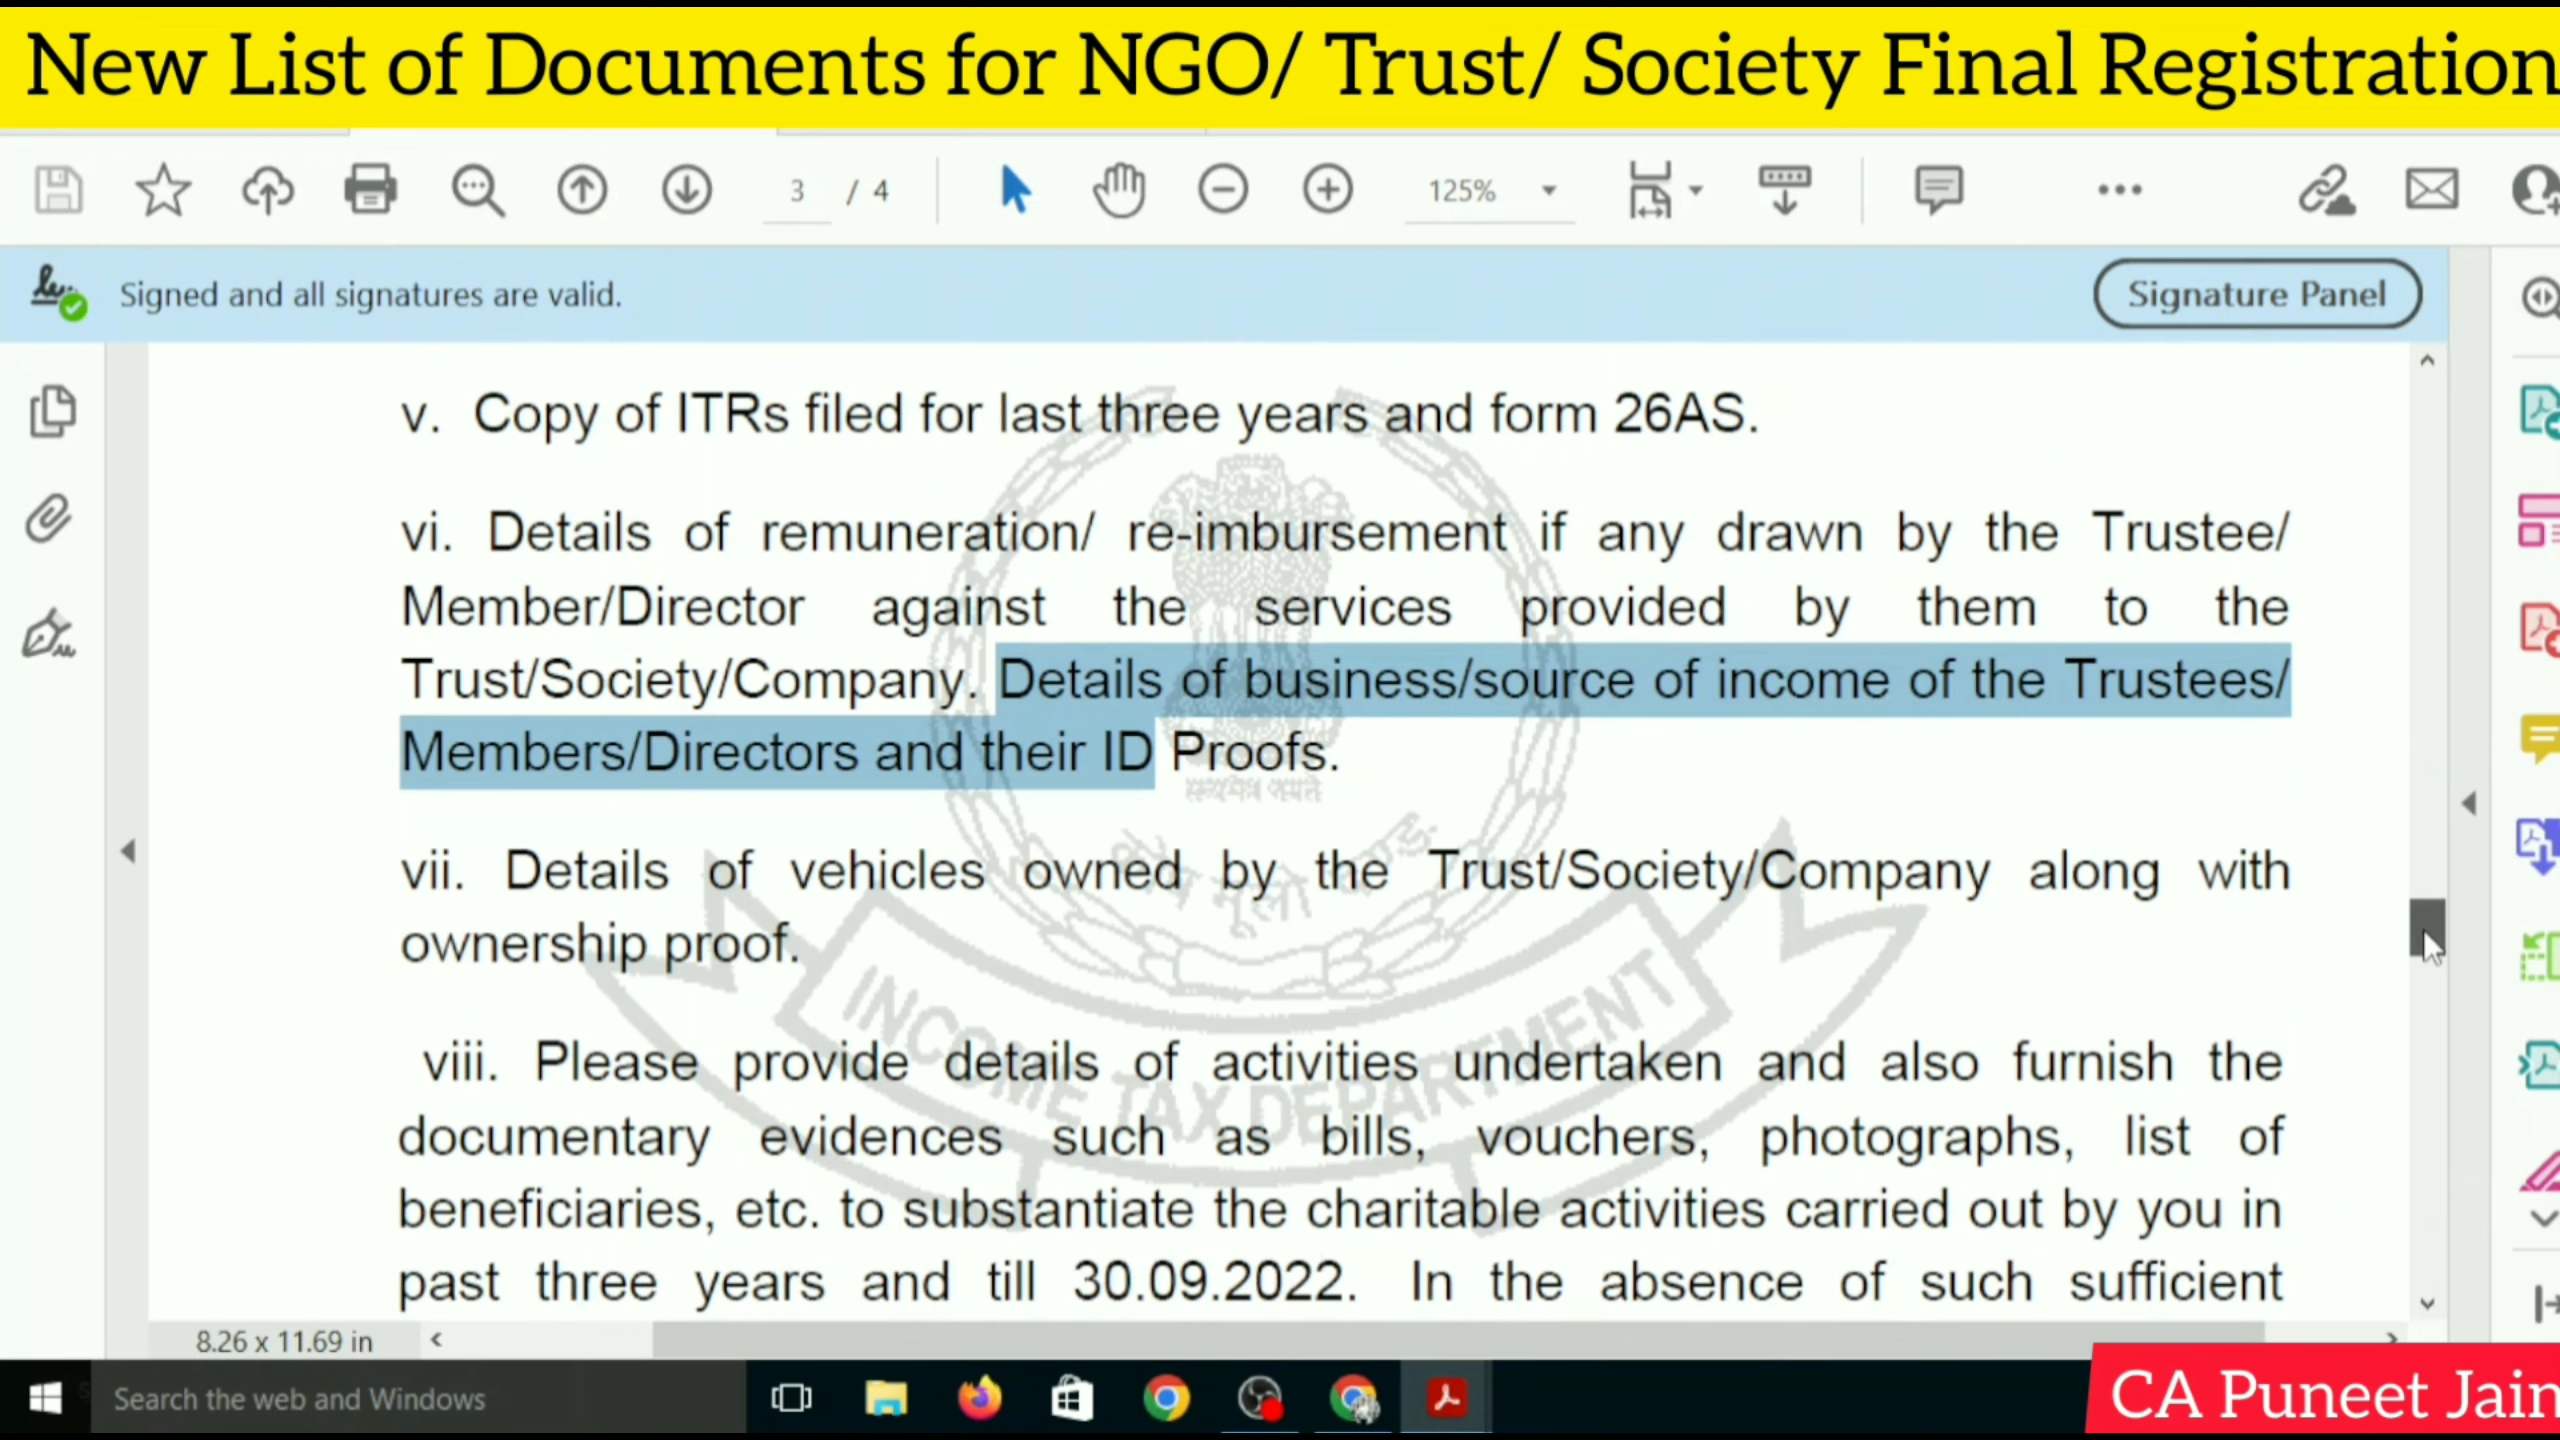 New List of Documents for NGO/ Trust/ Society Final Registration
3 / 4
125%
Signed and all signatures are valid.
Signature Panel
v. Copy of ITRs filed for last three years and form 26AS.
vi. Details of remuneration/ re-imbursement if any drawn by the Trustee/
Member/Director against the services provided by them to the
Trust/Society/Company. Details of business/source of income of the Trustees/
Members/Directors and their ID Proofs.
सत्यमेव जयते
कोष मूलो दण्ड
vii. Details of vehicles owned by the Trust/Society/Company along with
ownership proof.
INCOME TAX DEPARTMENT
viii. Please provide details of activities undertaken and also furnish the
documentary evidences such as bills, vouchers, photographs, list of
beneficiaries, etc. to substantiate the charitable activities carried out by you in
past three years and till 30.09.2022. In the absence of such sufficient
8.26 x 11.69 in
Search the web and Windows
CA Puneet Jain